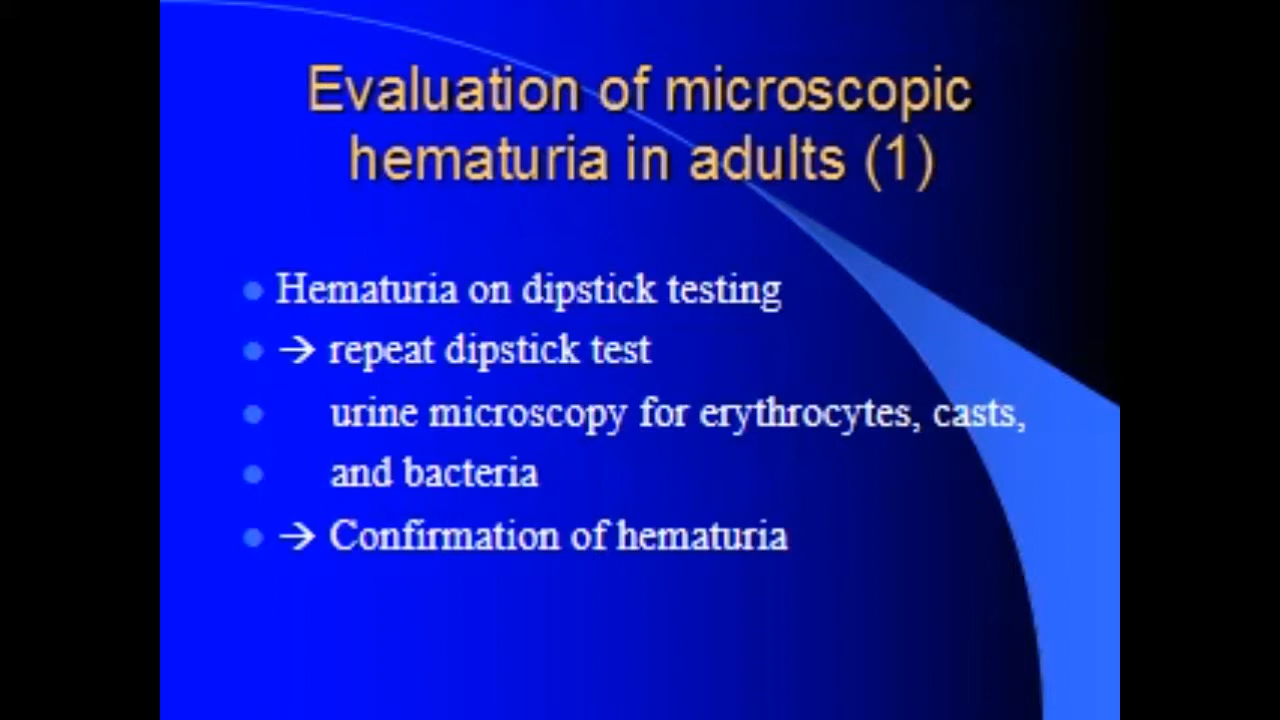 Evaluation of microscopic
hematuria in adults (1)
• Hematuria on dipstick testing
• → repeat dipstick test
• urine microscopy for erythrocytes, casts,
• and bacteria
• → Confirmation of hematuria